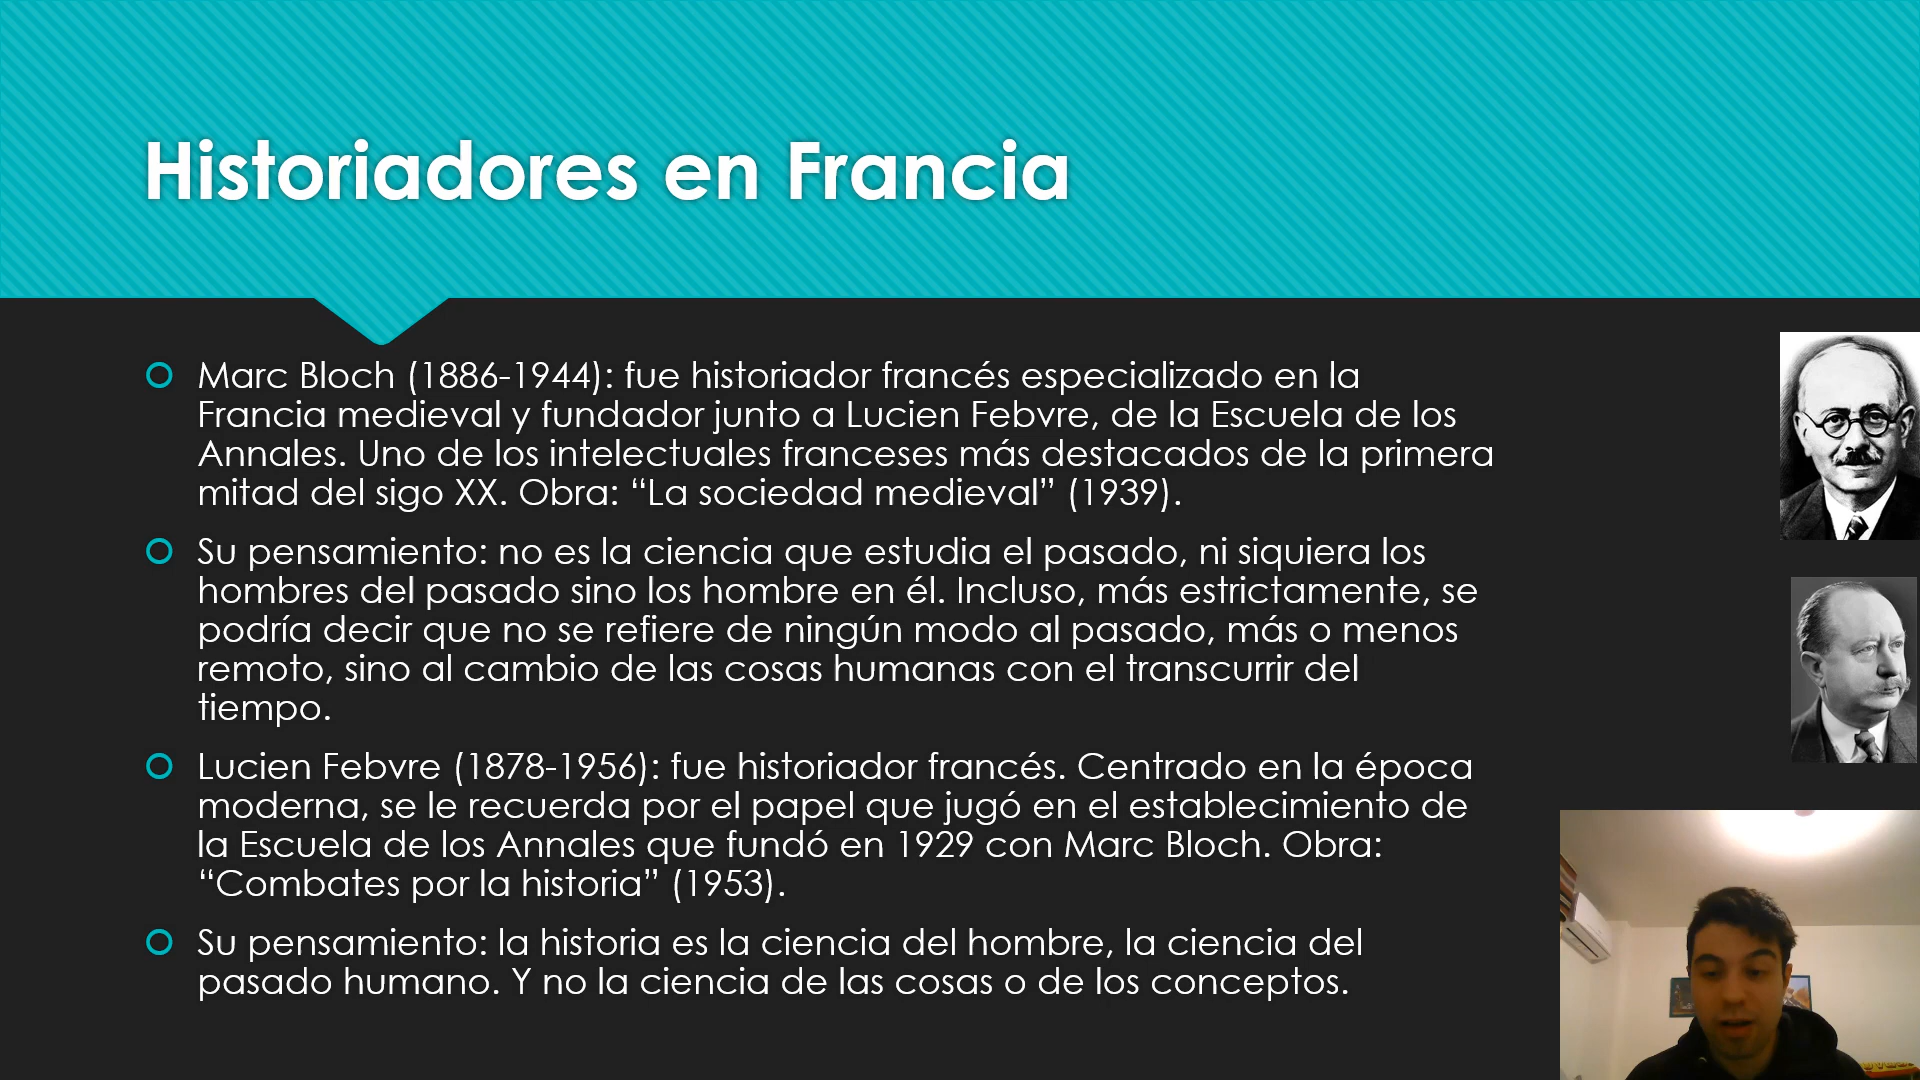 Historiadores en Francia
Marc Bloch (1886-1944): fue historiador francés especializado en la
Francia medieval y fundador junto a Lucien Febvre, de la Escuela de los
Annales. Uno de los intelectuales franceses más destacados de la primera
mitad del sigo XX. Obra: “La sociedad medieval” (1939).
Su pensamiento: no es la ciencia que estudia el pasado, ni siquiera los
hombres del pasado sino los hombre en él. Incluso, más estrictamente, se
podría decir que no se refiere de ningún modo al pasado, más o menos
remoto, sino al cambio de las cosas humanas con el transcurrir del
tiempo.
Lucien Febvre (1878-1956): fue historiador francés. Centrado en la época
moderna, se le recuerda por el papel que jugó en el establecimiento de
la Escuela de los Annales que fundó en 1929 con Marc Bloch. Obra:
“Combates por la historia” (1953).
Su pensamiento: la historia es la ciencia del hombre, la ciencia del
pasado humano. Y no la ciencia de las cosas o de los conceptos.